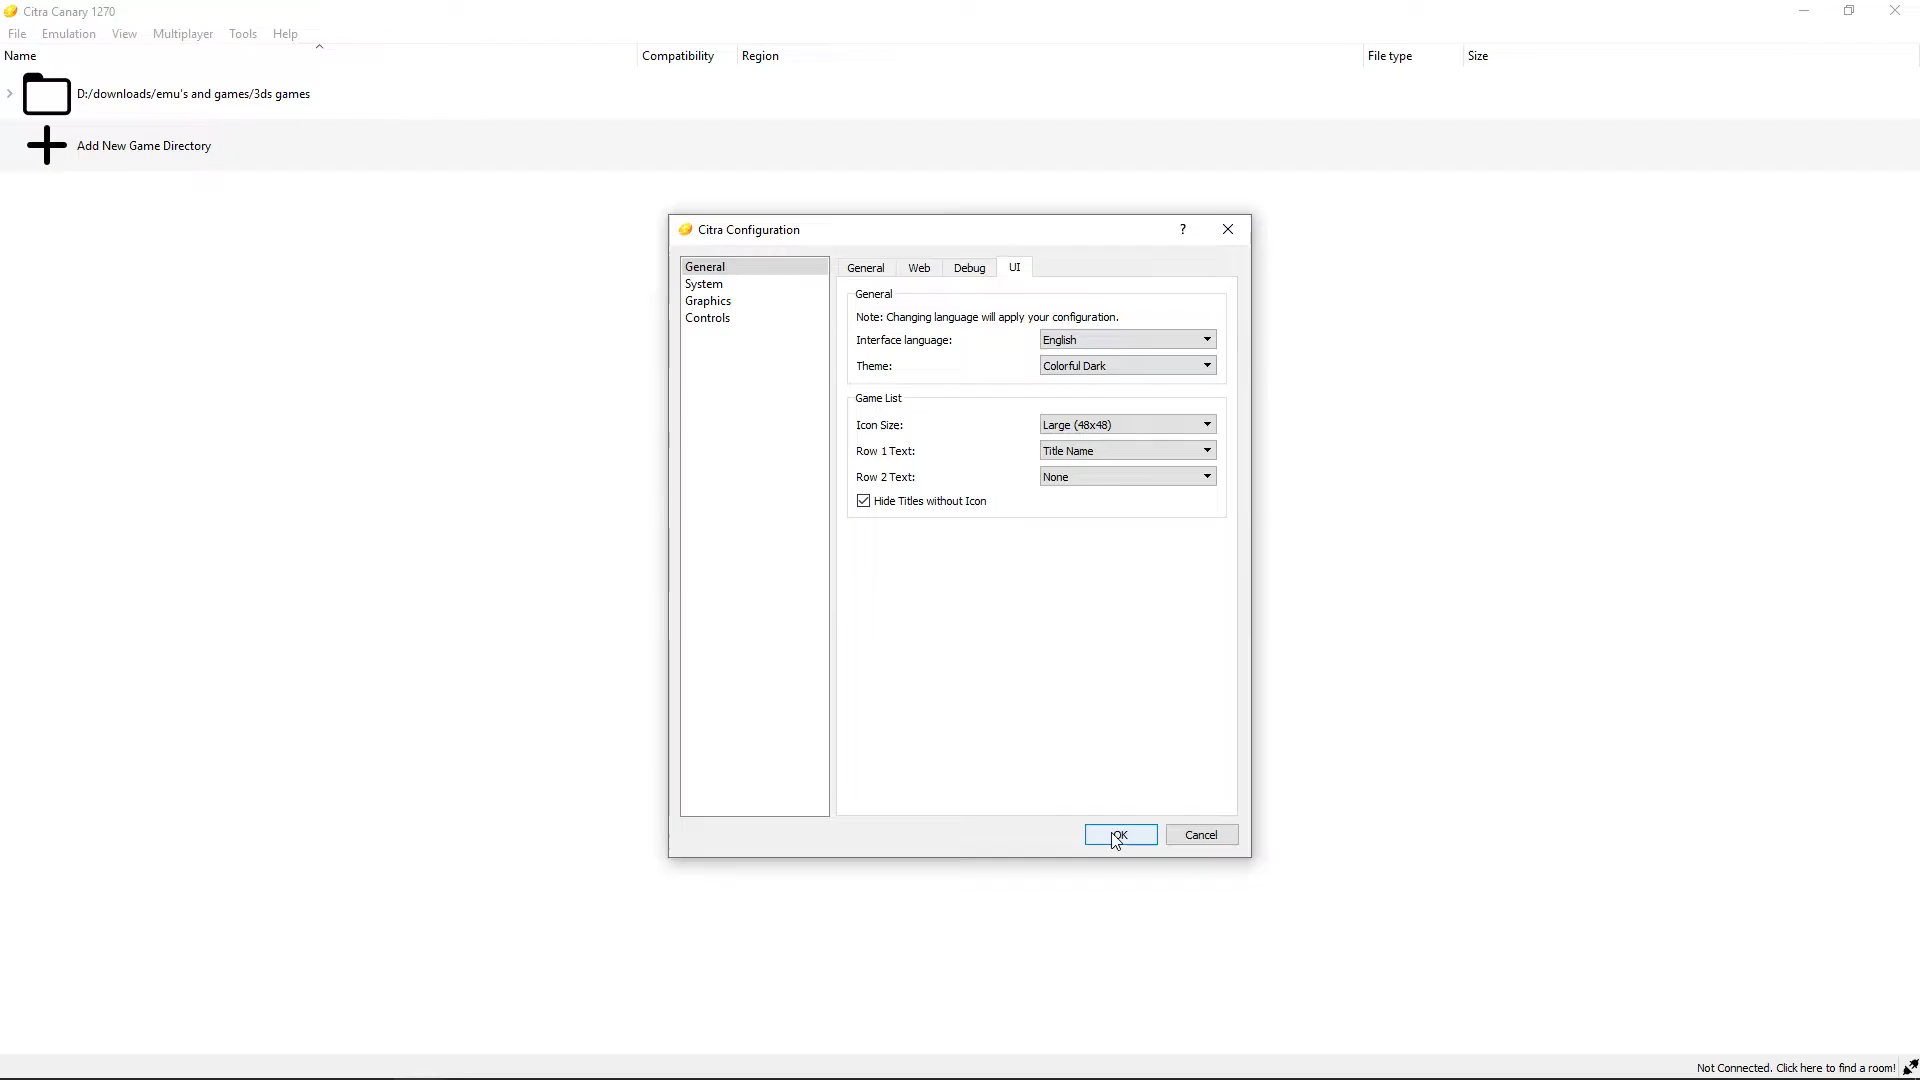 Citra Canary 1270
File Emulation View Multiplayer Tools Help
Name Compatibility Region File type Size
D:/downloads/emu's and games/3ds games
Add New Game Directory
Citra Configuration
?
General
System
Graphics
Controls
General Web Debug UI
General
Note: Changing language will apply your configuration.
Interface language: English
Theme: Colorful Dark
Game List
Icon Size: Large (48x48)
Row 1 Text: Title Name
Row 2 Text: None
Hide Titles without Icon
OK Cancel
Not Connected. Click here to find a room!